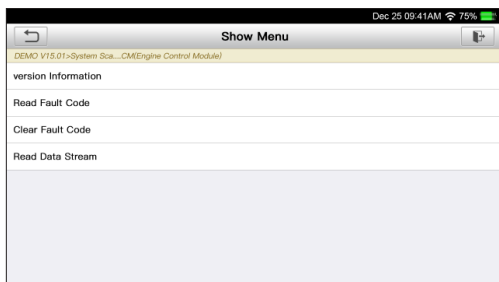 Dec 25 09:41AM 75%
Show Menu
DEMO V15.01>System Sca....CM(Engine Control Module)
version Information
Read Fault Code
Clear Fault Code
Read Data Stream